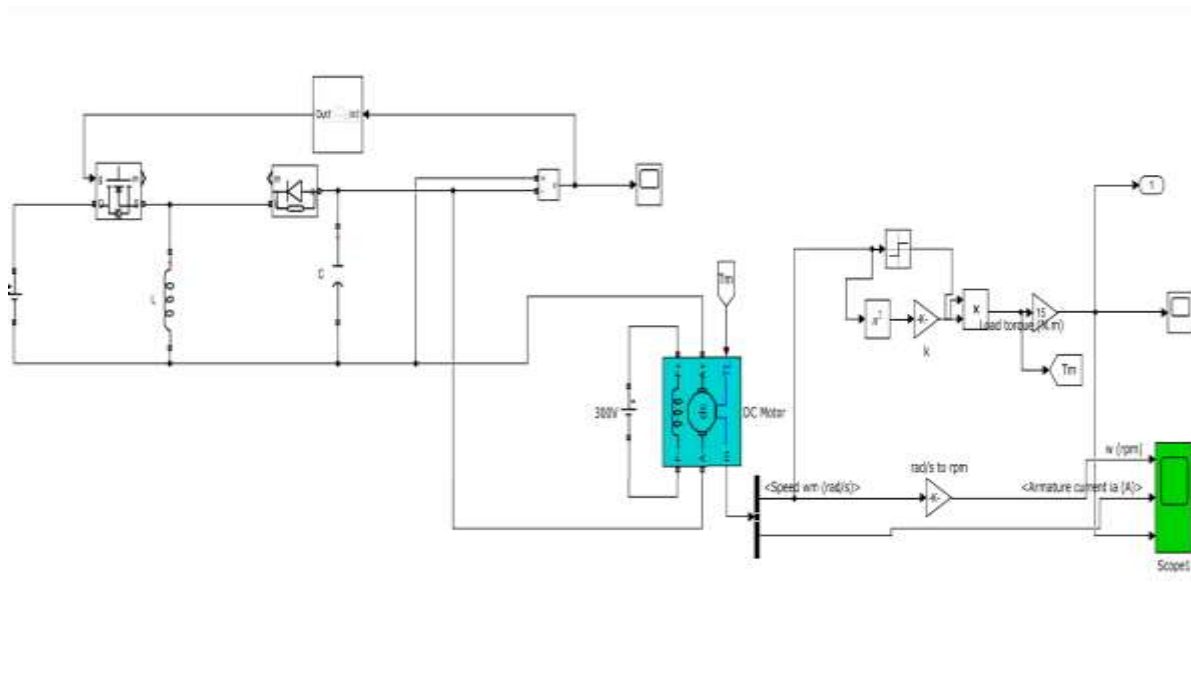 L
C
300V
Tm
DC Motor
<Speed wm (rad/s)>
rad/s to rpm
-K-
-K-
k
x
15
Load torque (N.m)
Tm
1
w (rpm)
<Armature current ia (A)>
Scope1